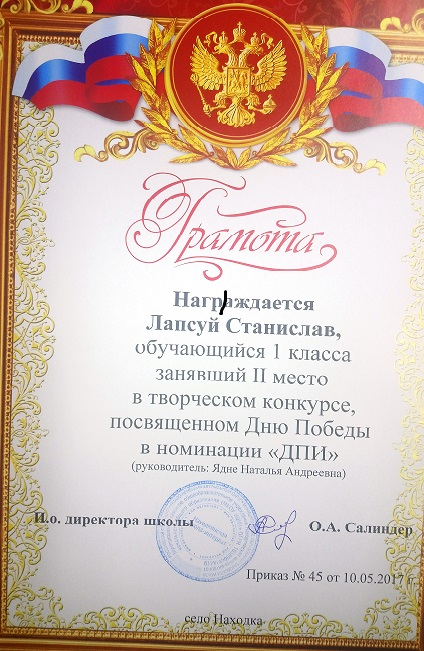 Грамота
Награждается
Лапсуй Станислав,
обучающийся 1 класса
занявший II место
в творческом конкурсе,
посвященном Дню Победы
в номинации «ДПИ»
(руководитель: Ядне Наталья Андреевна)
И.о. директора школы О.А. Салиндер
Приказ № 45 от 10.05.2017 г.
село Находка